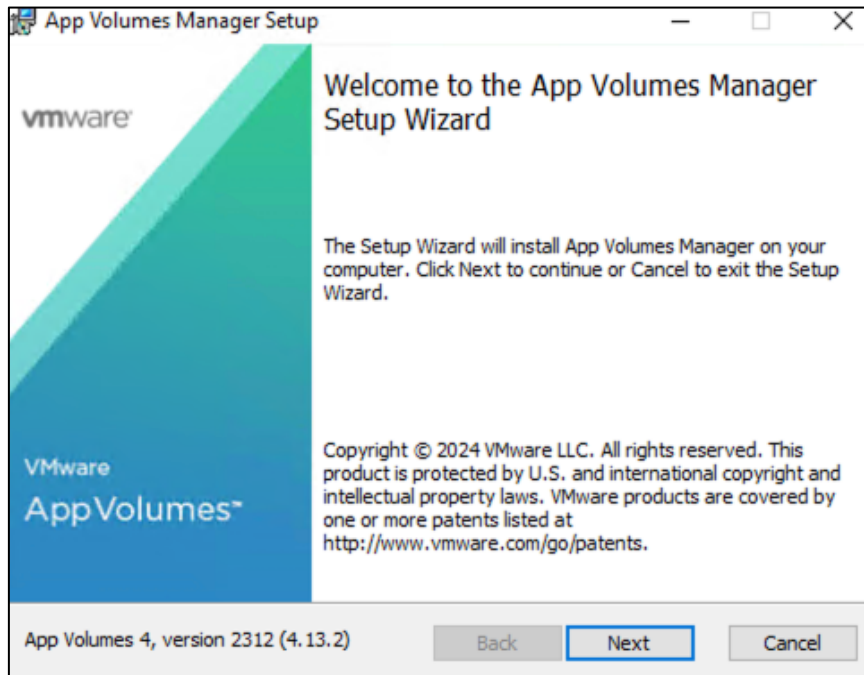 App Volumes Manager Setup
vmware®
Welcome to the App Volumes Manager
Setup Wizard
The Setup Wizard will install App Volumes Manager on your
computer. Click Next to continue or Cancel to exit the Setup
Wizard.
VMware
App Volumes™
Copyright © 2024 VMware LLC. All rights reserved. This
product is protected by U.S. and international copyright and
intellectual property laws. VMware products are covered by
one or more patents listed at
http://www.vmware.com/go/patents.
App Volumes 4, version 2312 (4.13.2)
Back
Next
Cancel